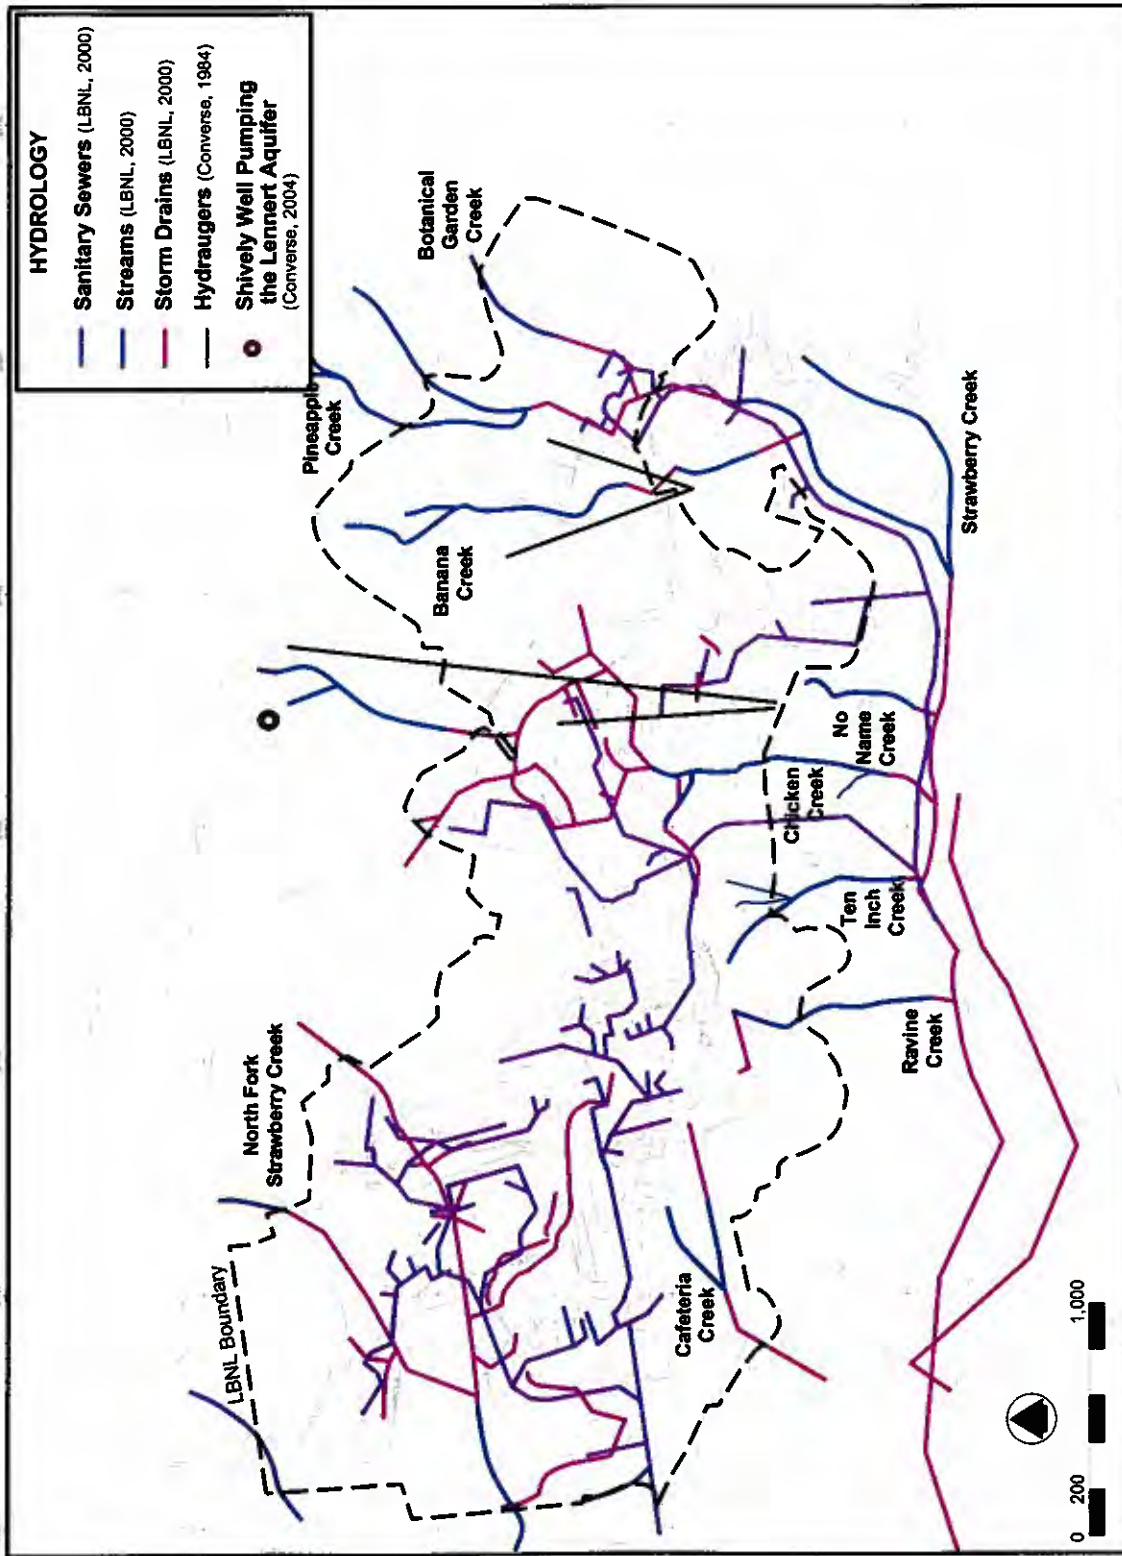 HYDROLOGY
Sanitary Sewers (LBNL, 2000)
Streams (LBNL, 2000)
Storm Drains (LBNL, 2000)
Hydraugers (Converse, 1984)
Shively Well Pumping
the Lennert Aquifer
(Converse, 2004)
LBNL Boundary
North Fork
Strawberry Creek
Pineapple
Creek
Botanical
Garden
Creek
Banana
Creek
Cafeteria
Creek
Ravine
Creek
Ten
Inch
Creek
Chicken
Creek
No
Name
Creek
Strawberry Creek
0 200 1,000